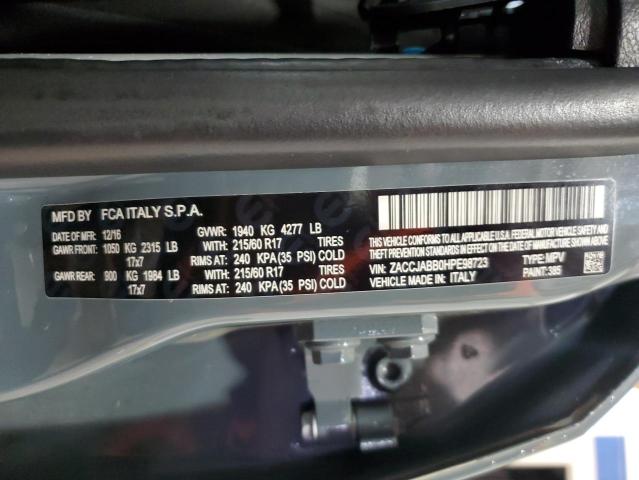 MFD BY FCA ITALY S.P.A.
DATE OF MFR: 12/16 GVWR: 1940 KG 4277 LB
GAWR FRONT: 1050 KG 2315 LB WITH: 215/60 R17 TIRES
17x7 RIMS AT: 240 KPA (35 PSI) COLD
GAWR REAR: 900 KG 1984 LB WITH: 215/60 R17 TIRES
17x7 RIMS AT: 240 KPA (35 PSI) COLD
THIS VEHICLE CONFORMS TO ALL APPLICABLE U.S.A. FEDERAL
MOTOR VEHICLE SAFETY, BUMPER, AND
THEFT PREVENTION STANDARDS IN EFFECT ON THE DATE OF MANUFACTURE SHOWN ABOVE.
VIN: ZACCJABB0HPE98723 TYPE: MPV
VEHICLE MADE IN: ITALY PAINT: 385